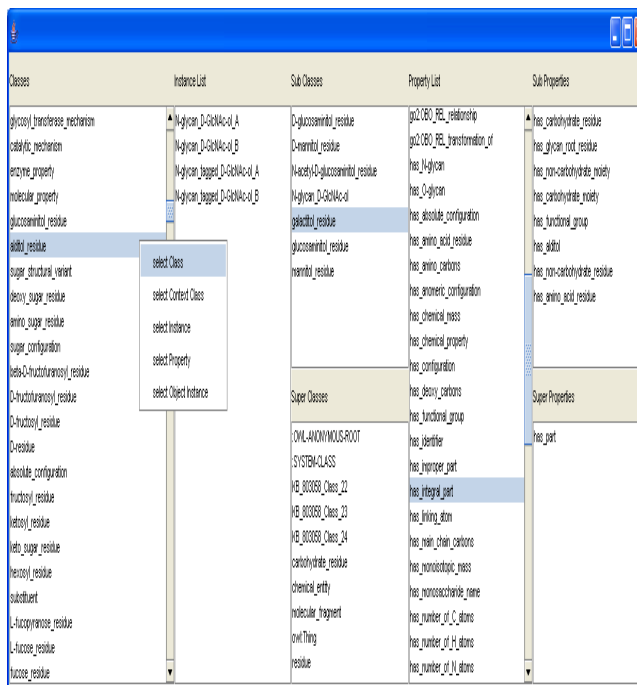 Classes
glycosyl_transferase_mechanism
catalytic_mechanism
enzyme_property
molecular_property
glucosaminitol_residue
alditol_residue
sugar_structural_variant
deoxy_sugar_residue
amino_sugar_residue
sugar_configuration
beta-D-fructofuranosyl_residue
D-fructofuranosyl_residue
D-fructosyl_residue
D-residue
absolute_configuration
fructosyl_residue
ketosyl_residue
keto_sugar_residue
hexosyl_residue
substituent
L-fucopyranose_residue
L-fucose_residue
fucose_residue
select Class
select Context Class
select Instance
select Property
select Object Instance
Instance List
N-glycan_D-GlcNAc-ol_A
N-glycan_D-GlcNAc-ol_B
N-glycan_tagged_D-GlcNAc-ol_A
N-glycan_tagged_D-GlcNAc-ol_B
Sub Classes
D-glucosaminitol_residue
D-mannitol_residue
N-acetyl-D-glucosaminitol_residue
N-glycan_D-GlcNAc-ol
galactitol_residue
glucosaminitol_residue
mannitol_residue
Super Classes
:OWL-ANONYMOUS-ROOT
:SYSTEM-CLASS
KB_803058_Class_22
KB_803058_Class_23
KB_803058_Class_24
carbohydrate_residue
chemical_entity
molecular_fragment
owl:Thing
residue
Property List
go2:OBO_REL_relationship
go2:OBO_REL_transformation_of
has_N-glycan
has_O-glycan
has_absolute_configuration
has_amino_acid_residue
has_amino_carbons
has_anomeric_configuration
has_chemical_mass
has_chemical_property
has_configuration
has_deoxy_carbons
has_functional_group
has_identifier
has_improper_part
has_integral_part
has_linking_atom
has_main_chain_carbons
has_monoisotopic_mass
has_monosaccharide_name
has_number_of_C_atoms
has_number_of_H_atoms
has_number_of_N_atoms
Sub Properties
has_carbohydrate_residue
has_glycan_root_residue
has_non-carbohydrate_moiety
has_carbohydrate_moiety
has_functional_group
has_alditol
has_non-carbohydrate_residue
has_amino_acid_residue
Super Properties
has_part